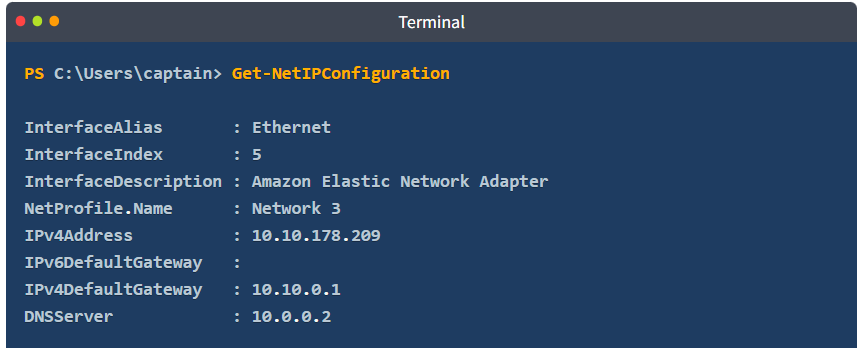 Terminal
PS C:\Users\captain> Get-NetIPConfiguration
InterfaceAlias       : Ethernet
InterfaceIndex       : 5
InterfaceDescription : Amazon Elastic Network Adapter
NetProfile.Name      : Network 3
IPv4Address          : 10.10.178.209
IPv6DefaultGateway   :
IPv4DefaultGateway   : 10.10.0.1
DNSServer            : 10.0.0.2